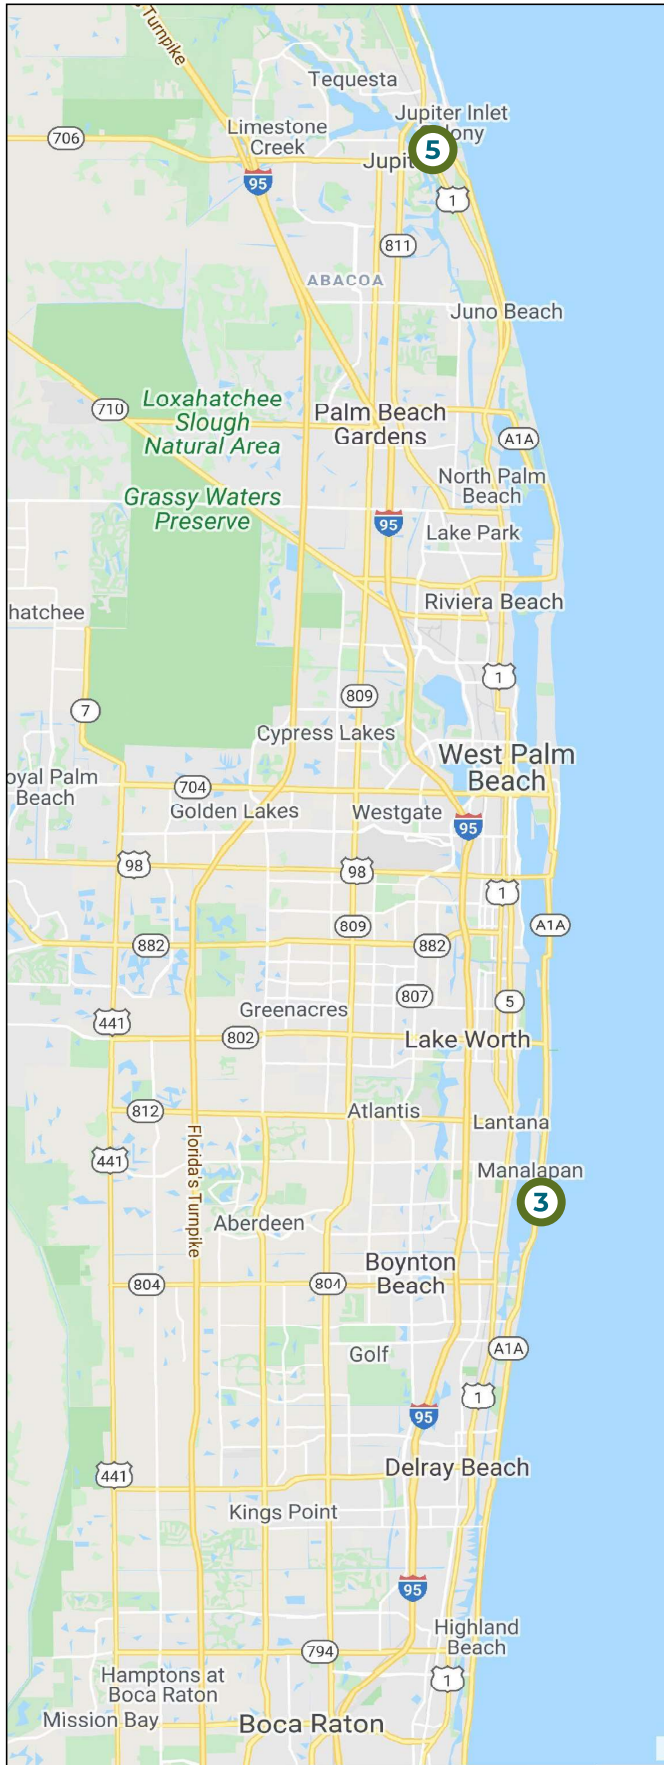 Turnpike
Tequesta
Jupiter Inlet
ony
Limestone
Creek
706
5
Jupit
95
1
811
ABACOA
Juno Beach
Loxahatchee
Slough
Natural Area
710
Palm Beach
Gardens
A1A
North Palm
Beach
Grassy Waters
Preserve
95
Lake Park
Riviera Beach
hatchee
1
809
7
Cypress Lakes
West Palm
Beach
oyal Palm
Beach
704
Golden Lakes
Westgate
95
98
98
1
809
A1A
882
882
807
5
Greenacres
441
802
Lake Worth
812
Atlantis
Lantana
Florida's Turnpike
441
Manalapan
3
Aberdeen
Boynton
Beach
804
804
A1A
Golf
1
95
Delray Beach
441
Kings Point
95
Highland
Beach
794
Hamptons at
Boca Raton
1
Mission Bay
Boca Raton